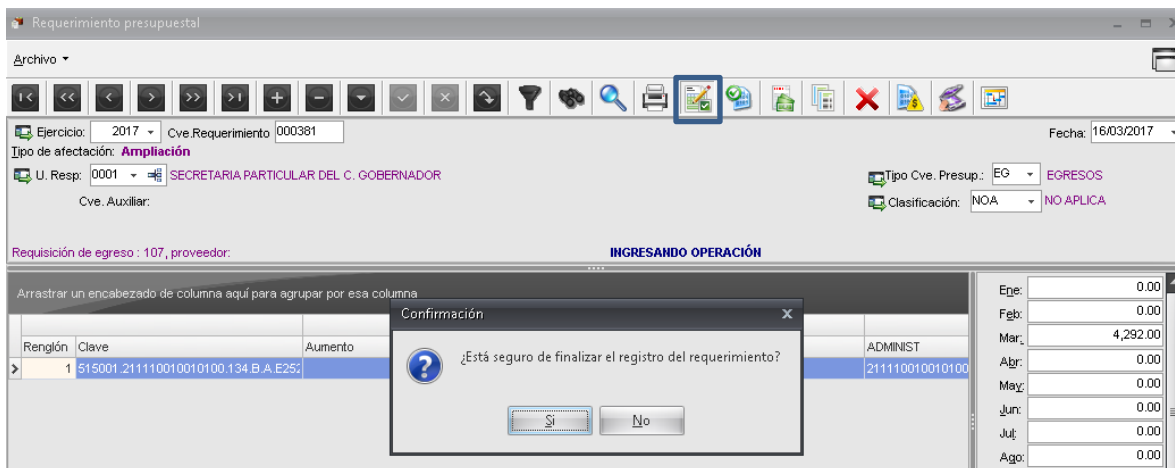 Requerimiento presupuestal
Archivo
Ejercicio: 2017 Cve.Requerimiento 000381 Fecha: 16/03/2017
Tipo de afectación: Ampliación
U. Resp: 0001 SECRETARIA PARTICULAR DEL C. GOBERNADOR Tipo Cve. Presup.: EG EGRESOS
Cve. Auxiliar: Clasificación: NOA NO APLICA
Requisición de egreso : 107, proveedor: INGRESANDO OPERACIÓN
Arrastrar un encabezado de columna aquí para agrupar por esa columna
Renglón Clave Aumento ADMINIST
1 515001.211110010010100.134.B.A.E252 211110010010100
Confirmación x
¿Está seguro de finalizar el registro del requerimiento?
Si No
Ene: 0.00
Feb: 0.00
Mar: 4,292.00
Abr: 0.00
May: 0.00
Jun: 0.00
Jul: 0.00
Ago: 0.00